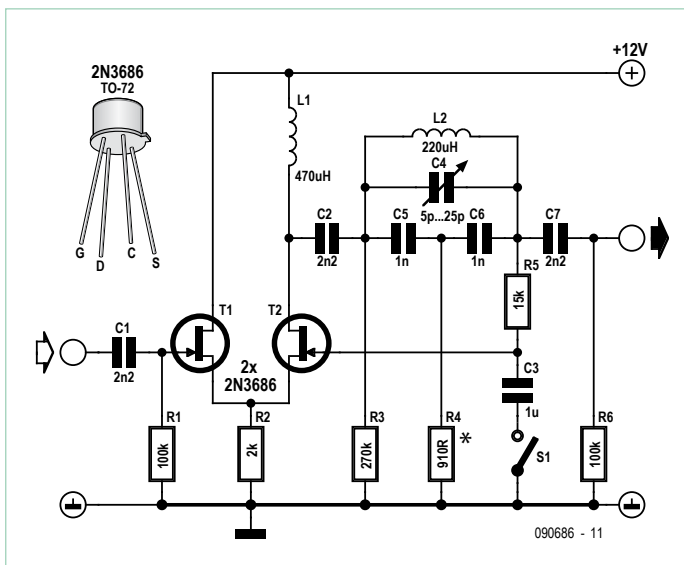 2N3686
TO-72
G
D
C
S
+12V
L1
470uH
L2
220uH
C4
5p...25p
C2
2n2
C5
1n
C6
1n
C7
2n2
R5
15k
T1
T2
C1
2n2
2x
2N3686
C3
1u
R1
100k
R2
2k
R3
270k
R4
910R
*
S1
R6
100k
090686 - 11